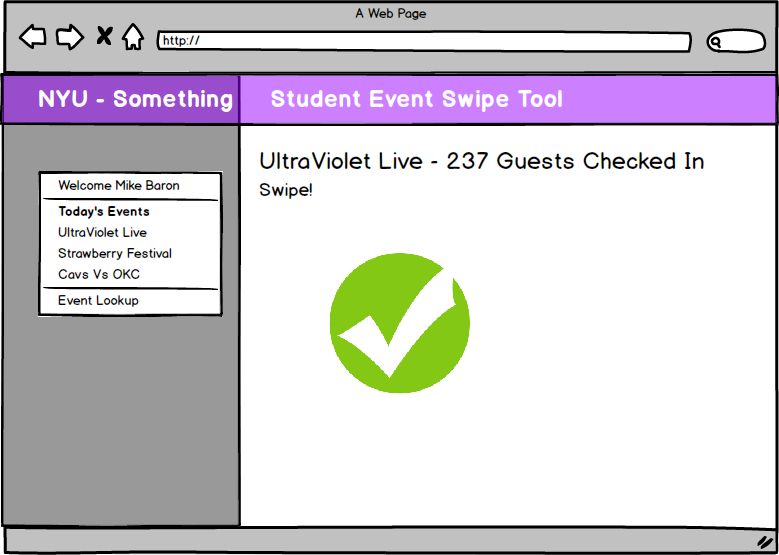 A Web Page
http://
NYU - Something
Student Event Swipe Tool
Welcome Mike Baron
Today's Events
UltraViolet Live
Strawberry Festival
Cavs Vs OKC
Event Lookup
UltraViolet Live - 237 Guests Checked In
Swipe!